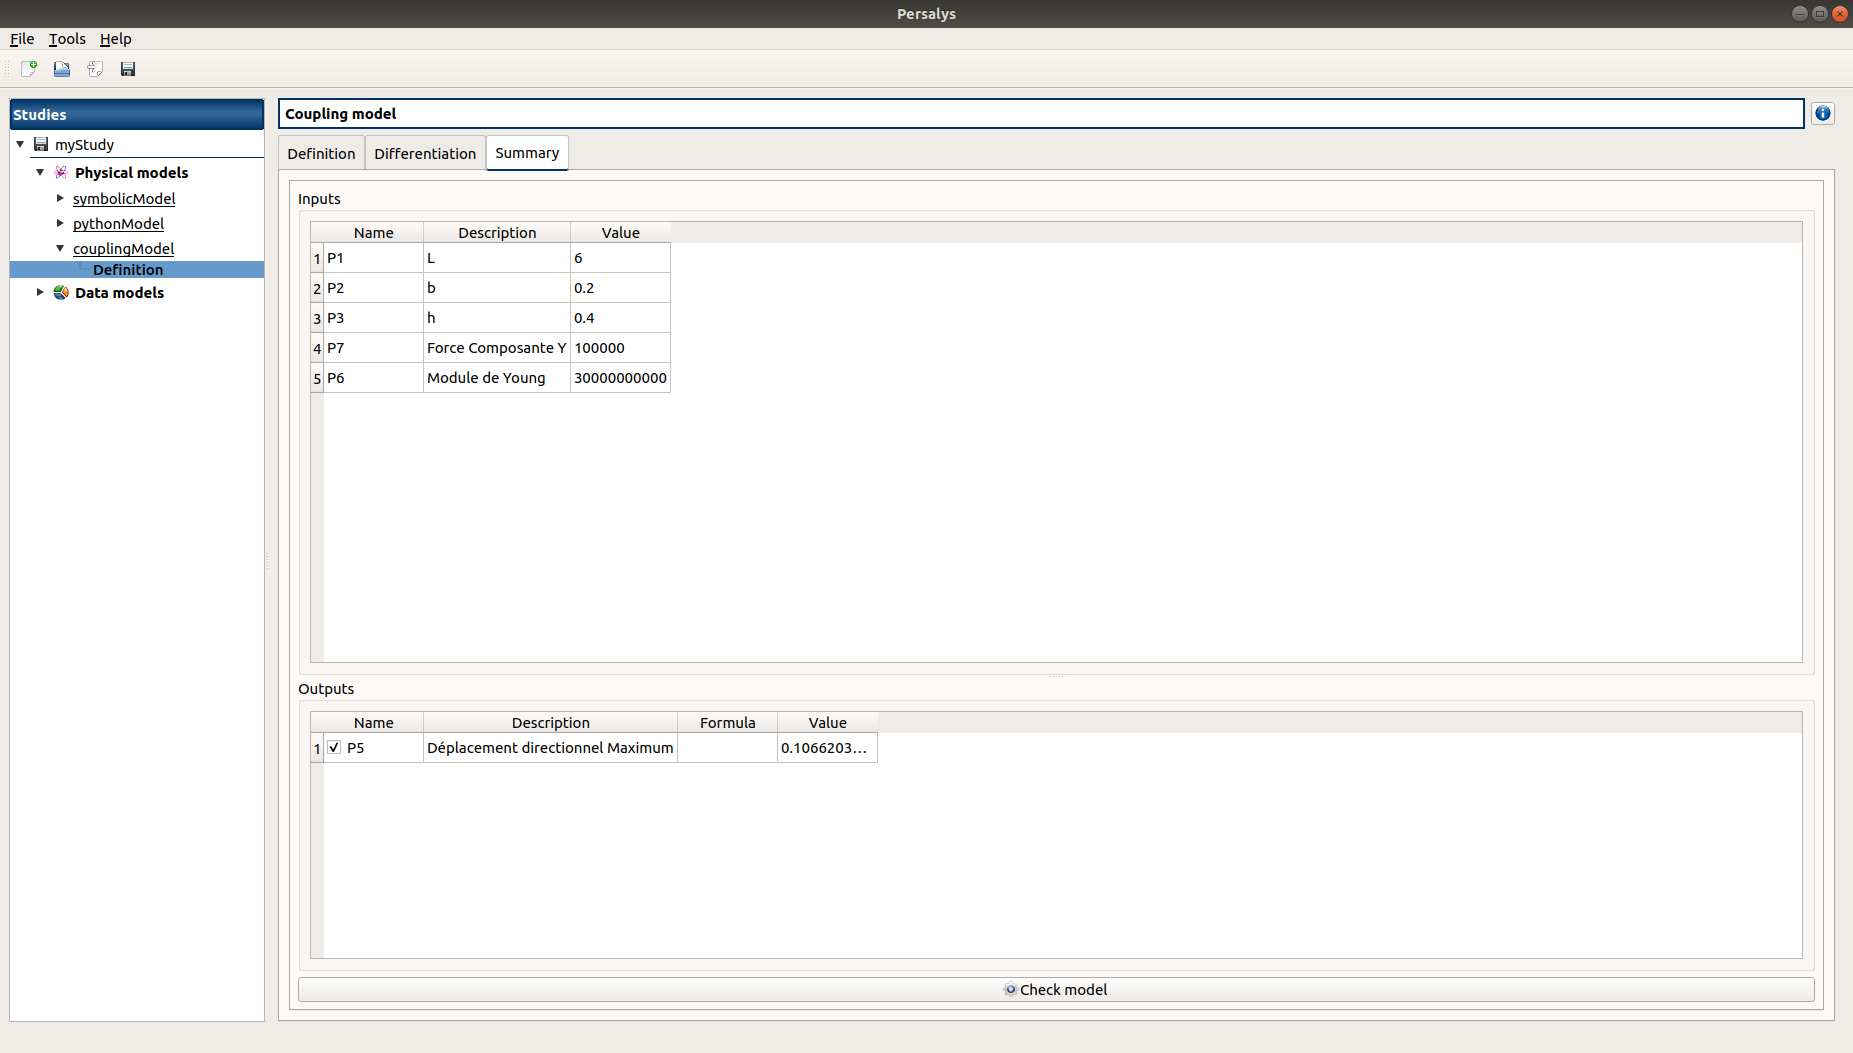 Persalys
File Tools Help
Studies
myStudy
Physical models
symbolicModel
pythonModel
couplingModel
Definition
Data models
Coupling model
Definition Differentiation Summary
Inputs
Name Description Value
1 P1 L 6
2 P2 b 0.2
3 P3 h 0.4
4 P7 Force Composante Y 100000
5 P6 Module de Young 30000000000
Outputs
Name Description Formula Value
1 P5 Déplacement directionnel Maximum 0.1066203...
Check model